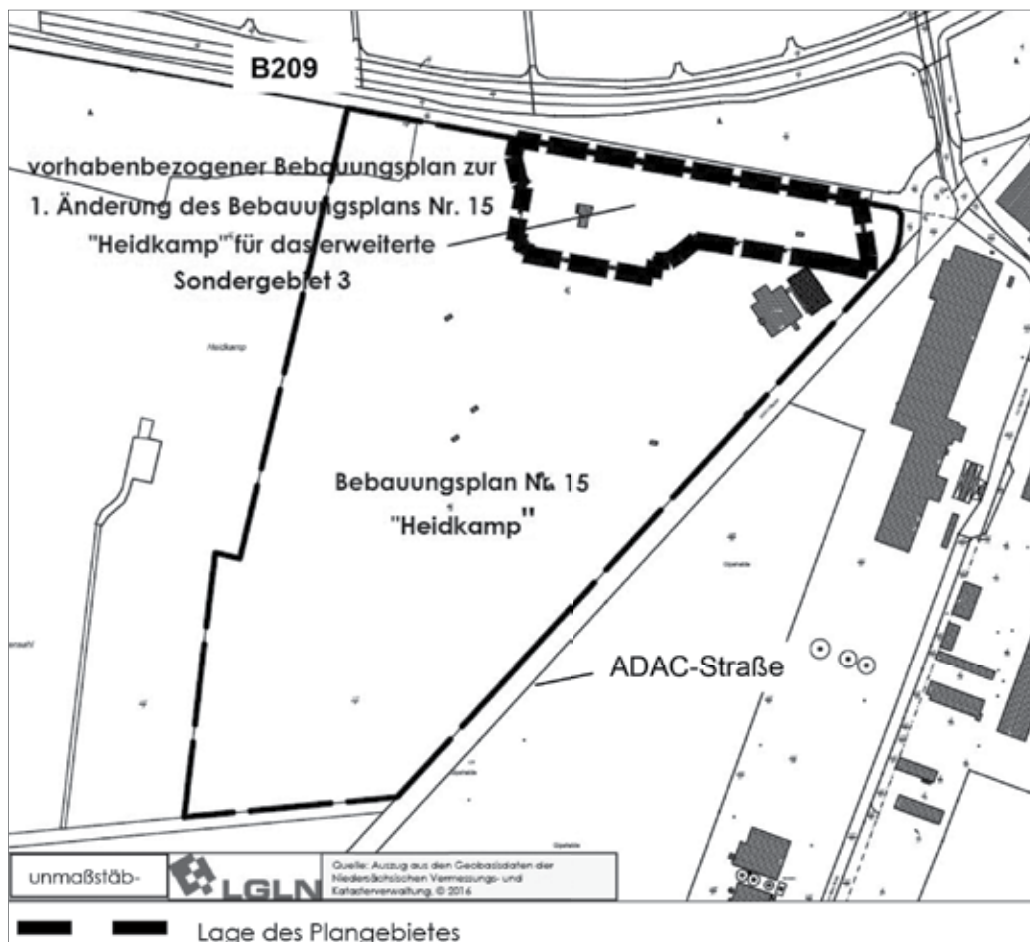 B209
vorhabenbezogener Bebauungsplan zur
1. Änderung des Bebauungsplans Nr. 15
"Heidkamp" für das erweiterte
Sondergebiet 3
Heidkamp
Bebauungsplan Nr. 15
"Heidkamp"
ADAC-Straße
unmaßstäb-
LGLN
Quelle: Auszug aus den Geobasisdaten der
Niedersächsischen Vermessungs- und
Katasterverwaltung, © 2016
Lage des Plangebietes